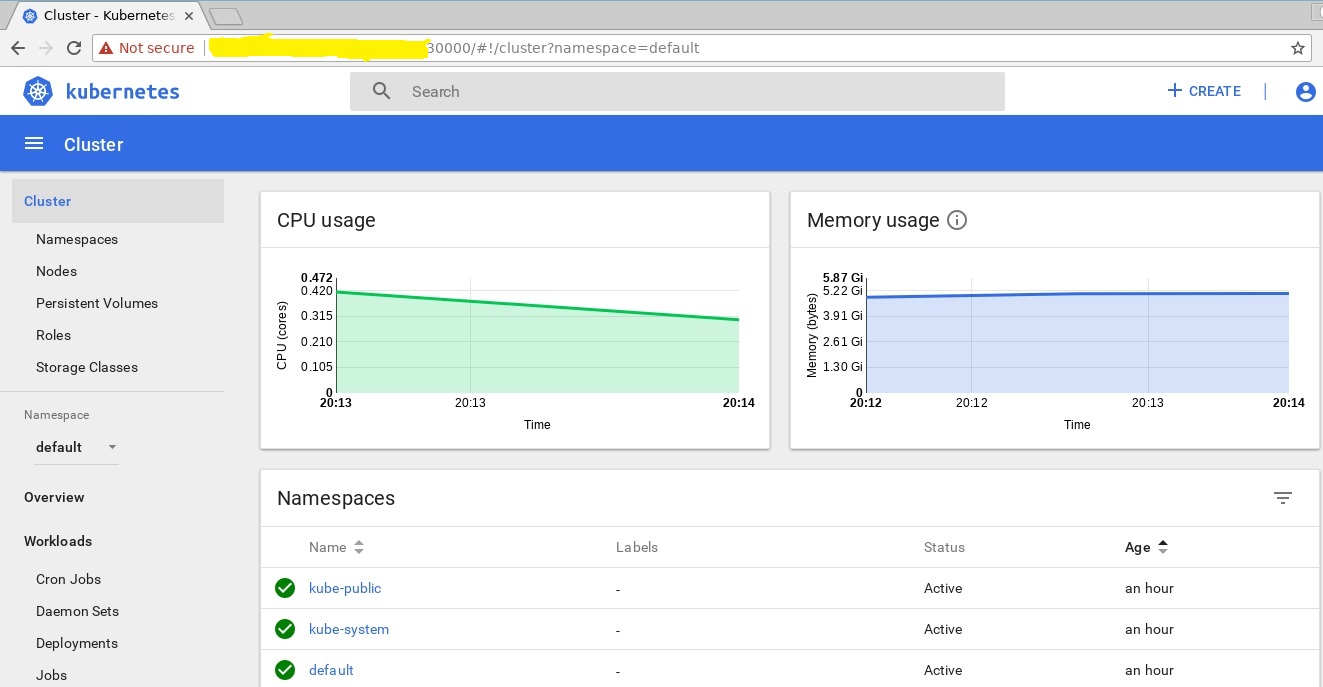 Cluster - Kubernetes
Not secure
30000/#!/cluster?namespace=default
kubernetes
Search
CREATE
Cluster
Cluster
Namespaces
Nodes
Persistent Volumes
Roles
Storage Classes
Namespace
default
Overview
Workloads
Cron Jobs
Daemon Sets
Deployments
Jobs
CPU usage
CPU (cores)
0.472
0.420
0.315
0.210
0.105
0
20:13 20:13 20:14
Time
Memory usage
Memory (bytes)
5.87 Gi
5.22 Gi
3.91 Gi
2.61 Gi
1.30 Gi
0
20:12 20:12 20:13 20:14
Time
Namespaces
Name Labels Status Age
kube-public - Active an hour
kube-system - Active an hour
default - Active an hour